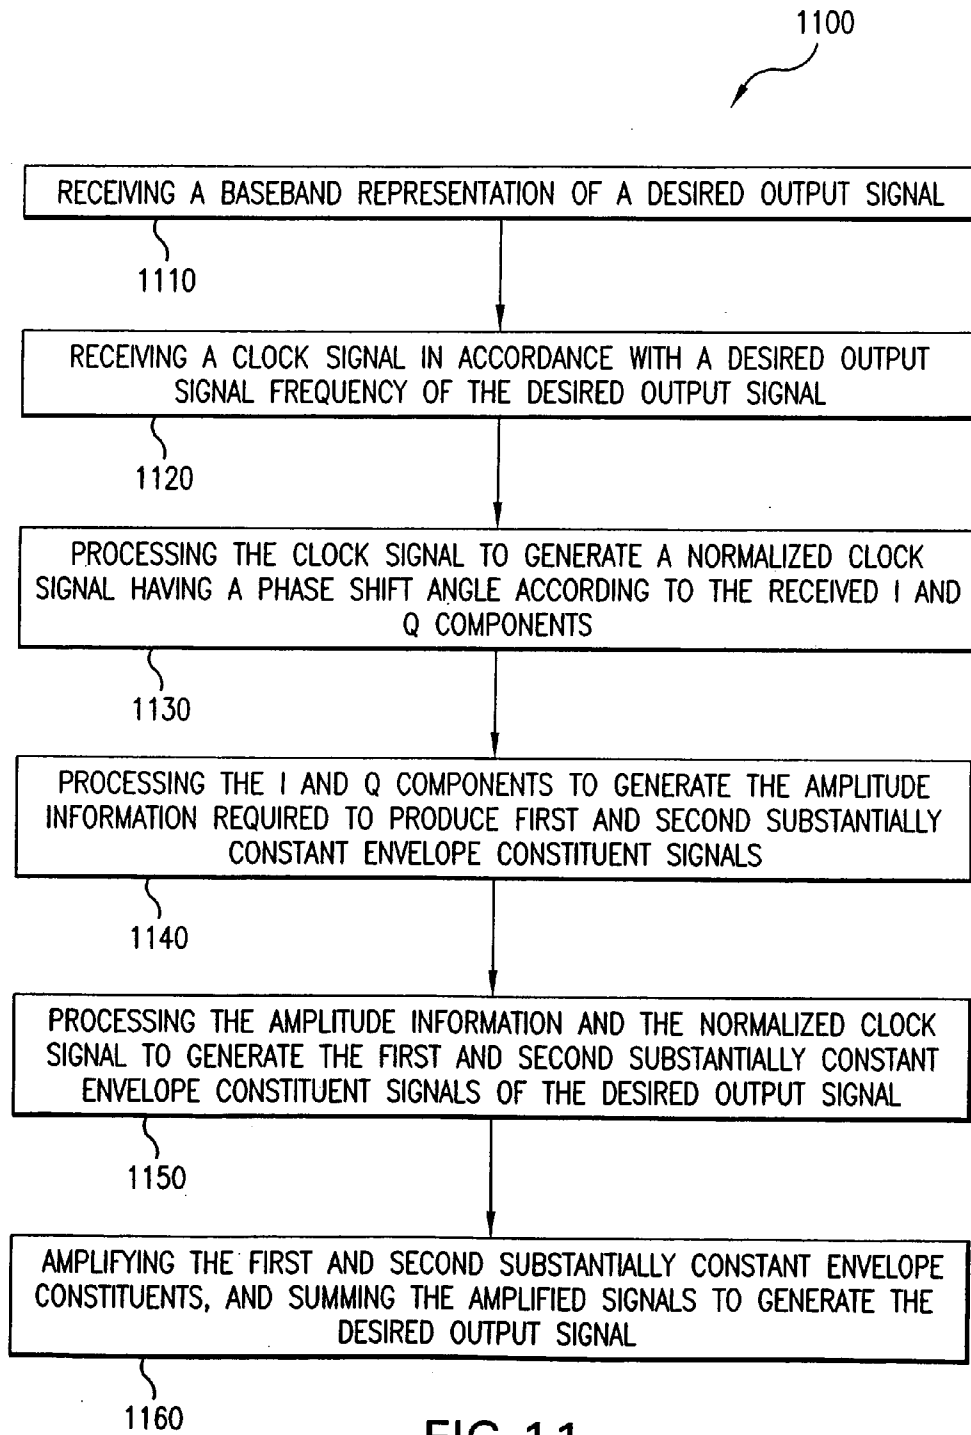 1100
RECEIVING A BASEBAND REPRESENTATION OF A DESIRED OUTPUT SIGNAL
1110
RECEIVING A CLOCK SIGNAL IN ACCORDANCE WITH A DESIRED OUTPUT
SIGNAL FREQUENCY OF THE DESIRED OUTPUT SIGNAL
1120
PROCESSING THE CLOCK SIGNAL TO GENERATE A NORMALIZED CLOCK
SIGNAL HAVING A PHASE SHIFT ANGLE ACCORDING TO THE RECEIVED I AND
Q COMPONENTS
1130
PROCESSING THE I AND Q COMPONENTS TO GENERATE THE AMPLITUDE
INFORMATION REQUIRED TO PRODUCE FIRST AND SECOND SUBSTANTIALLY
CONSTANT ENVELOPE CONSTITUENT SIGNALS
1140
PROCESSING THE AMPLITUDE INFORMATION AND THE NORMALIZED CLOCK
SIGNAL TO GENERATE THE FIRST AND SECOND SUBSTANTIALLY CONSTANT
ENVELOPE CONSTITUENT SIGNALS OF THE DESIRED OUTPUT SIGNAL
1150
AMPLIFYING THE FIRST AND SECOND SUBSTANTIALLY CONSTANT ENVELOPE
CONSTITUENTS, AND SUMMING THE AMPLIFIED SIGNALS TO GENERATE THE
DESIRED OUTPUT SIGNAL
1160
FIG.11